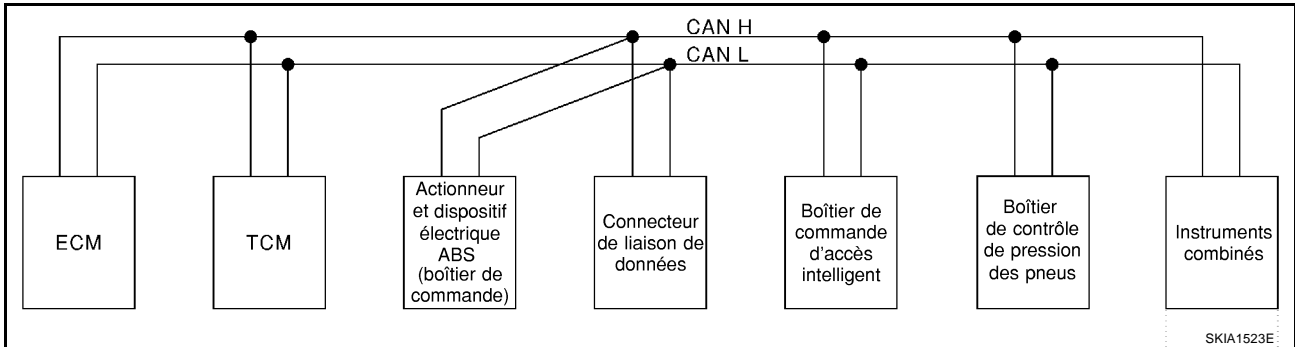 CAN H
CAN L
ECM
TCM
Actionneur
et dispositif
électrique
ABS
(boîtier de
commande)
Connecteur
de liaison de
données
Boîtier de
commande
d'accès
intelligent
Boîtier
de contrôle
de pression
des pneus
Instruments
combinés
SKIA1523E